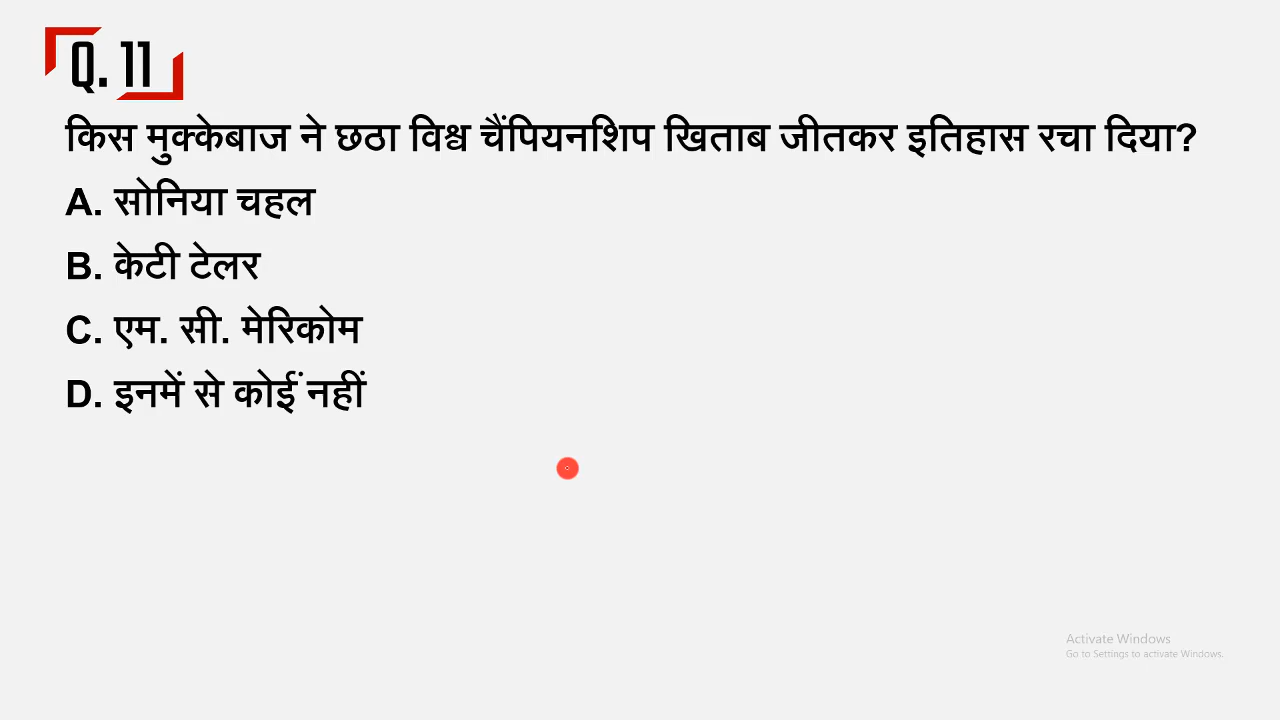 Q. 11
किस मुक्केबाज ने छठा विश्व चैंपियनशिप खिताब जीतकर इतिहास रचा दिया?
A. सोनिया चहल
B. केटी टेलर
C. एम. सी. मेरिकोम
D. इनमें से कोईं नहीं
Activate Windows
Go to Settings to activate Windows.